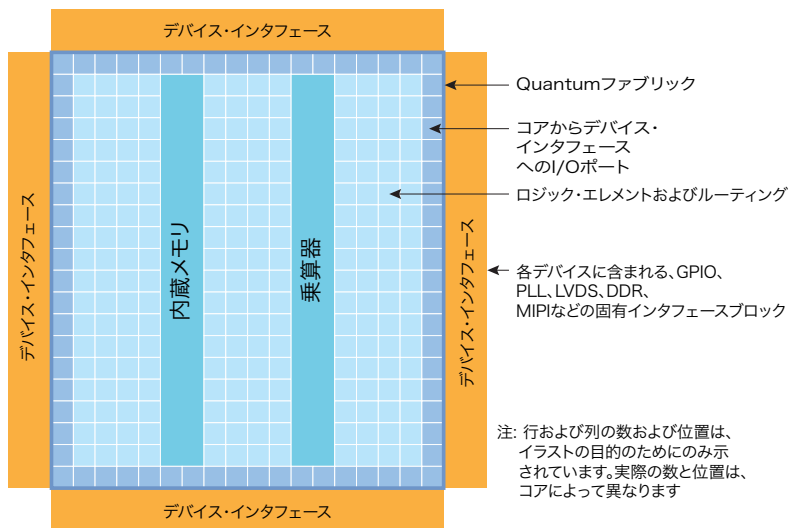 デバイス・インタフェース
デバイス・インタフェース
内蔵メモリ
乗算器
デバイス・インタフェース
デバイス・インタフェース
Quantumファブリック
コアからデバイス・
インタフェース
へのI/Oポート
ロジック・エレメントおよびルーティング
各デバイスに含まれる、GPIO、
PLL、LVDS、DDR、
MIPIなどの固有インタフェースブロック
注: 行および列の数および位置は、
イラストの目的のためにのみ示
されています。実際の数と位置は、
コアによって異なります